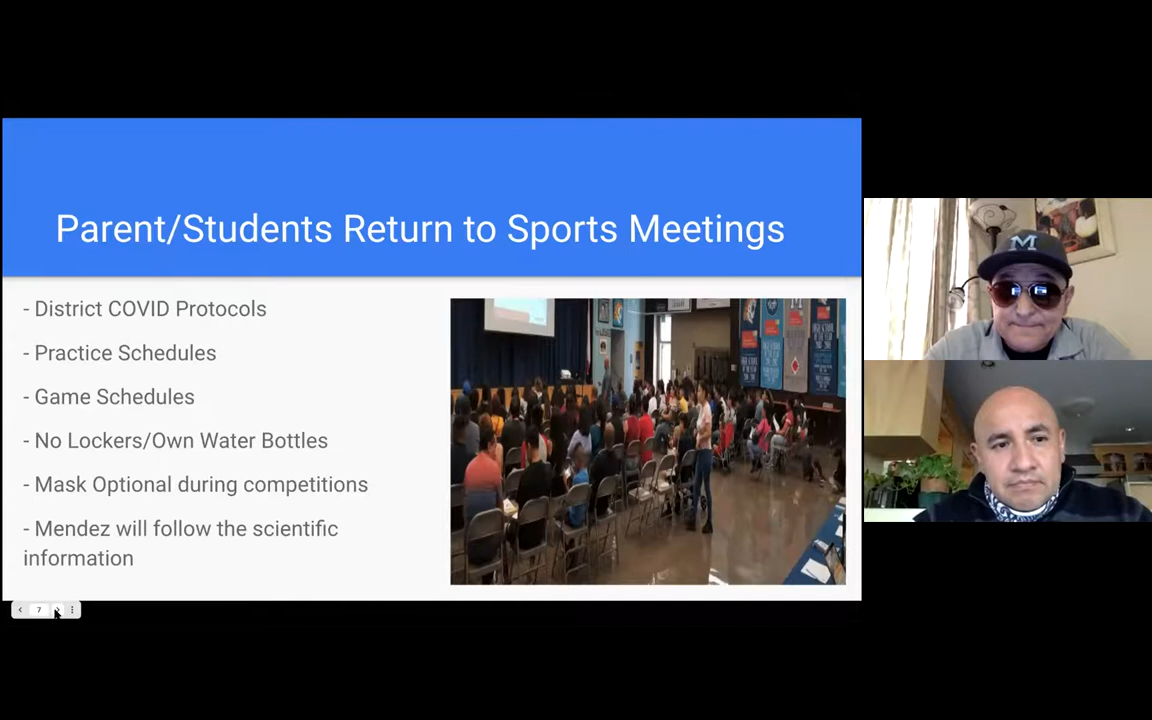 Parent/Students Return to Sports Meetings
- District COVID Protocols
- Practice Schedules
- Game Schedules
- No Lockers/Own Water Bottles
- Mask Optional during competitions
- Mendez will follow the scientific
information
7
M